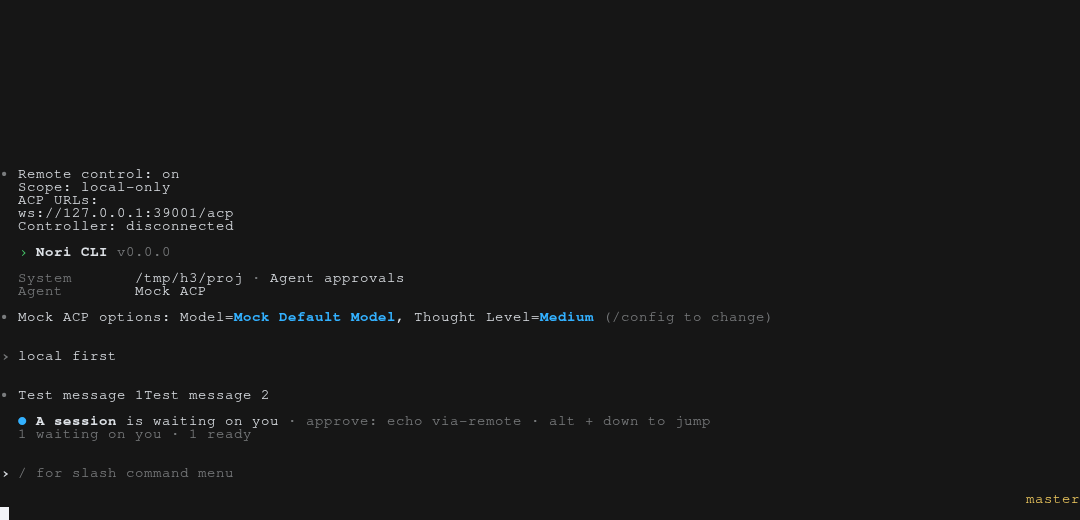 • Remote control: on
Scope: local-only
ACP URLs:
ws://127.0.0.1:39001/acp
Controller: disconnected
› Nori CLI v0.0.0
System /tmp/h3/proj · Agent approvals
Agent Mock ACP
• Mock ACP options: Model=Mock Default Model, Thought Level=Medium (/config to change)
› local first
• Test message 1Test message 2
● A session is waiting on you · approve: echo via-remote · alt + down to jump
1 waiting on you · 1 ready
› / for slash command menu
master